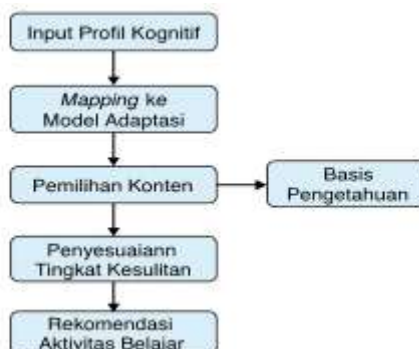 Input Profil Kognitif
Mapping ke
Model Adaptasi
Pemilihan Konten
Basis
Pengetahuan
Penyesuaiann
Tingkat Kesulitan
Rekomendasi
Aktivitas Belajar